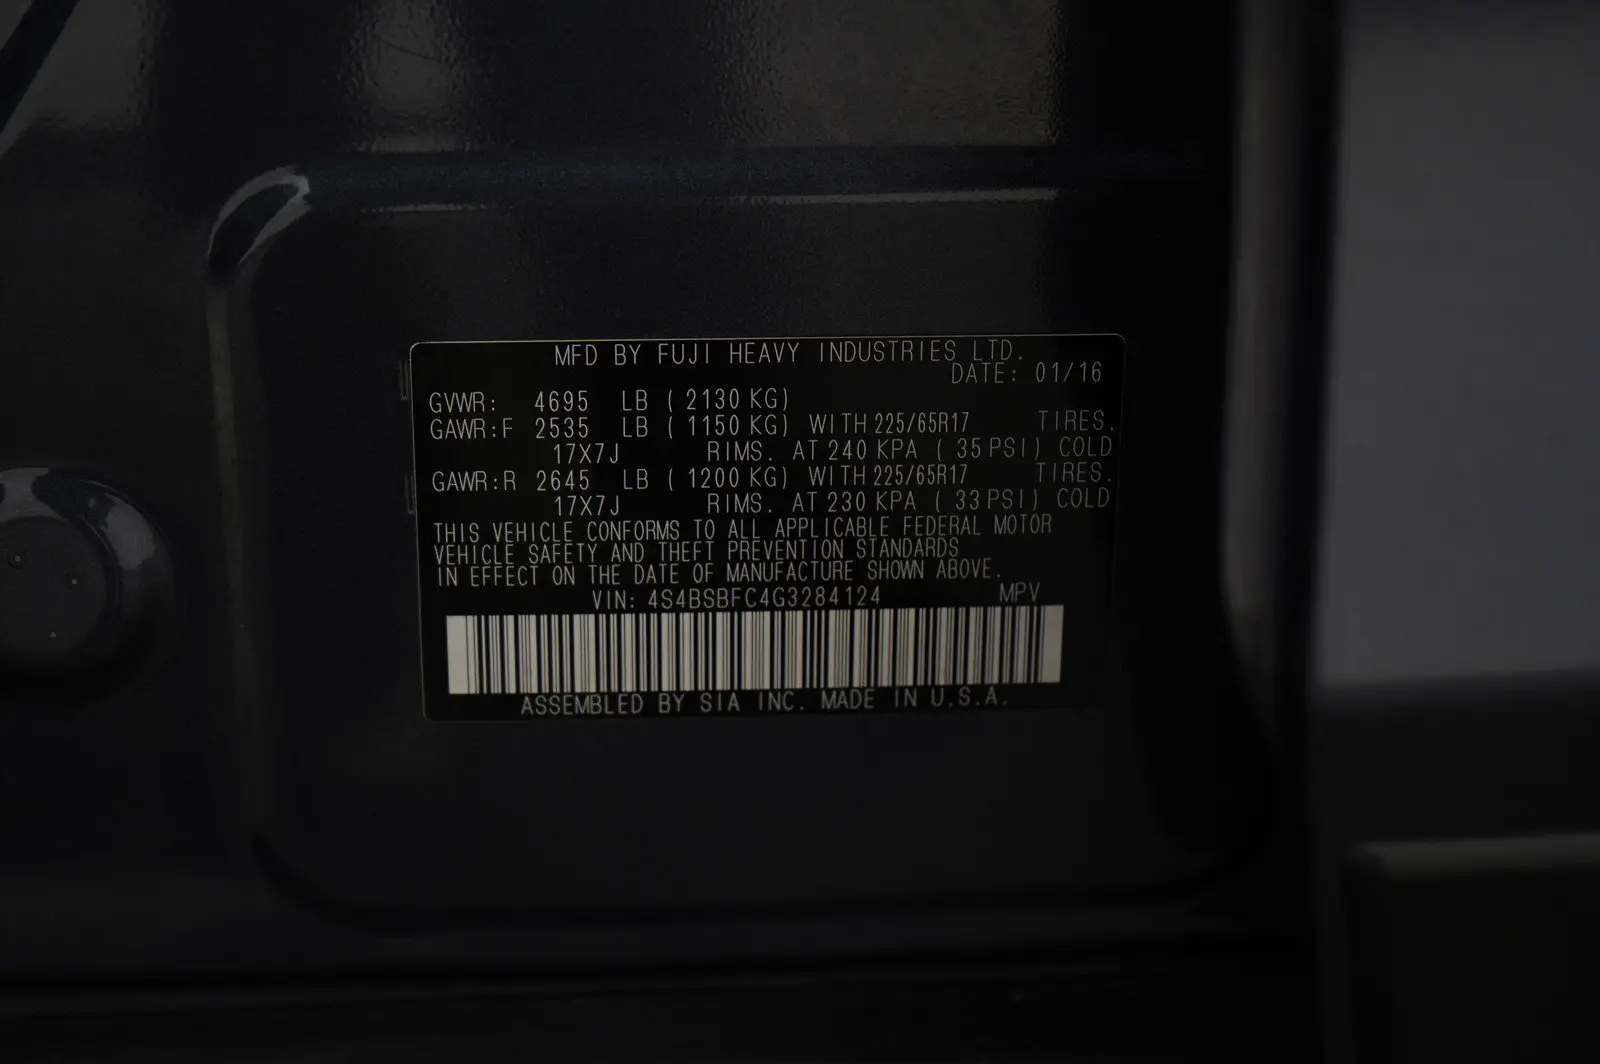 MFD BY FUJI HEAVY INDUSTRIES LTD.
DATE: 01/16
GVWR: 4695 LB ( 2130 KG)
GAWR:F 2535 LB ( 1150 KG) WITH 225/65R17 TIRES.
17X7J RIMS. AT 240 KPA ( 35 PSI) COLD
GAWR:R 2645 LB ( 1200 KG) WITH 225/65R17 TIRES.
17X7J RIMS. AT 230 KPA ( 33 PSI) COLD
THIS VEHICLE CONFORMS TO ALL APPLICABLE FEDERAL MOTOR
VEHICLE SAFETY AND THEFT PREVENTION STANDARDS
IN EFFECT ON THE DATE OF MANUFACTURE SHOWN ABOVE.
VIN: 4S4BSBFC4G3284124 MPV
ASSEMBLED BY SIA INC. MADE IN U.S.A.